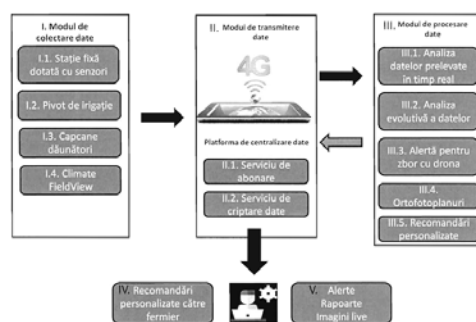 I. Modul de
colectare date
I.1. Stație fixă
dotată cu senzori
I.2. Pivot de irigație
I.3. Capcane
dăunători
I.4. Climate
FieldView
II. Modul de transmitere
date
4G
Platforma de centralizare date
II.1. Serviciu de
abonare
II.2. Serviciu de
criptare date
III. Modul de procesare
date
III.1. Analiza
datelor prelevate
în timp real
III.2. Analiza
evolutivă a datelor
III.3. Alertă pentru
zbor cu drona
III.4.
Ortofotoplanuri
III.5. Recomandări
personalizate
IV. Recomandări
personalizate către
fermier
V. Alerte
Rapoarte
Imagini live